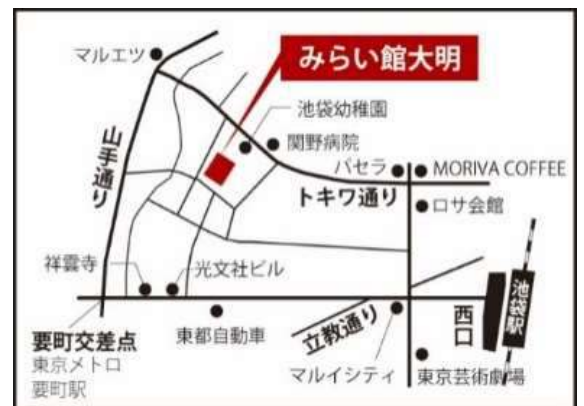 マルエツ
みらい館大明
池袋幼稚園
関野病院
山手通り
パセラ
MORIVA COFFEE
トキワ通り
ロサ会館
祥雲寺
光文社ビル
池袋駅
西口
要町交差点
東京メトロ
要町駅
東都自動車
立教通り
マルイシティ
東京芸術劇場